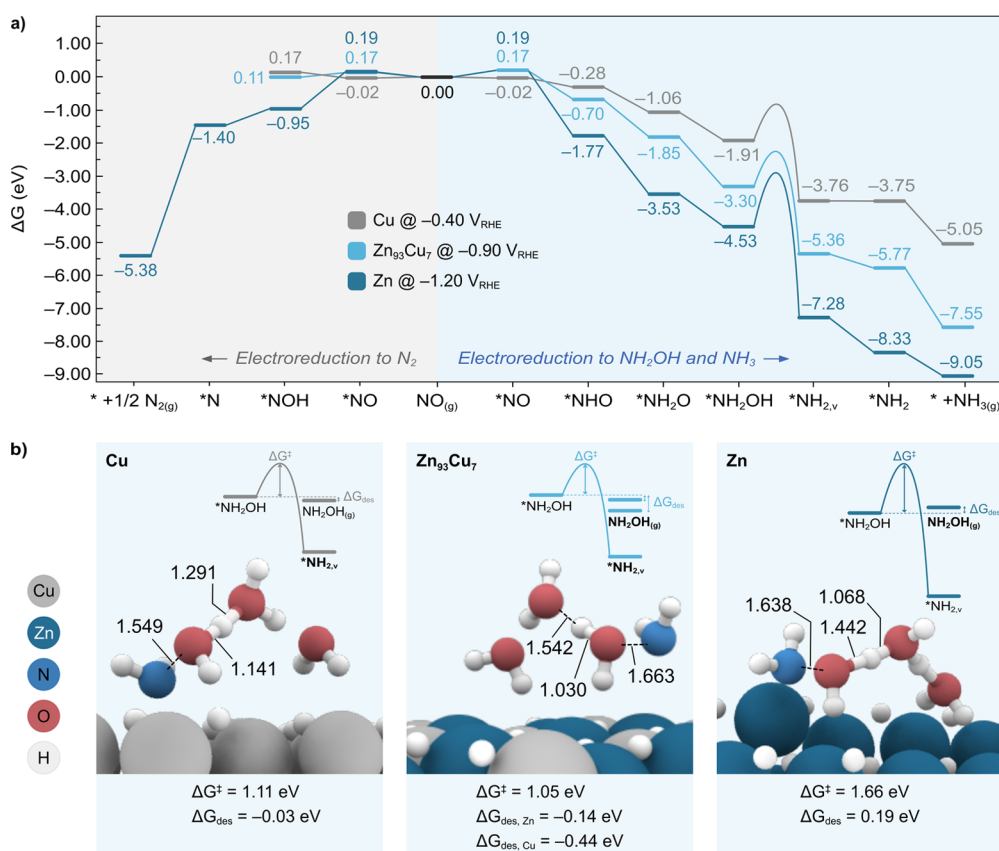 a)
1.00
0.00
–1.00
–2.00
–3.00
–4.00
–5.00
–6.00
–7.00
–8.00
–9.00
ΔG (eV)
0.17
0.11
0.19
0.17
–0.02
0.00
0.19
0.17
–0.02
–0.28
–1.06
–1.91
–3.76
–3.75
–5.05
–0.70
–1.85
–3.30
–5.36
–5.77
–7.55
–1.77
–3.53
–4.53
–7.28
–8.33
–9.05
–0.95
–1.40
–5.38
Cu @ –0.40 V RHE
Zn93Cu7 @ –0.90 V RHE
Zn @ –1.20 V RHE
← Electroreduction to N2
Electroreduction to NH2OH and NH3 →
* +1/2 N2(g) *N *NOH *NO NO(g) *NO *NHO *NH2O *NH2OH *NH2,v *NH2 * +NH3(g)
b)
Cu
Zn
N
O
H
Cu
ΔG‡
*NH2OH
ΔGdes
NH2OH(g)
*NH2,v
1.291
1.549
1.141
ΔG‡ = 1.11 eV
ΔGdes = –0.03 eV
Zn93Cu7
ΔG‡
*NH2OH
ΔGdes
NH2OH(g)
*NH2,v
1.542
1.030
1.663
ΔG‡ = 1.05 eV
ΔGdes, Zn = –0.14 eV
ΔGdes, Cu = –0.44 eV
Zn
ΔG‡
*NH2OH
ΔGdes
NH2OH(g)
*NH2,v
1.638
1.068
1.442
ΔG‡ = 1.66 eV
ΔGdes = 0.19 eV